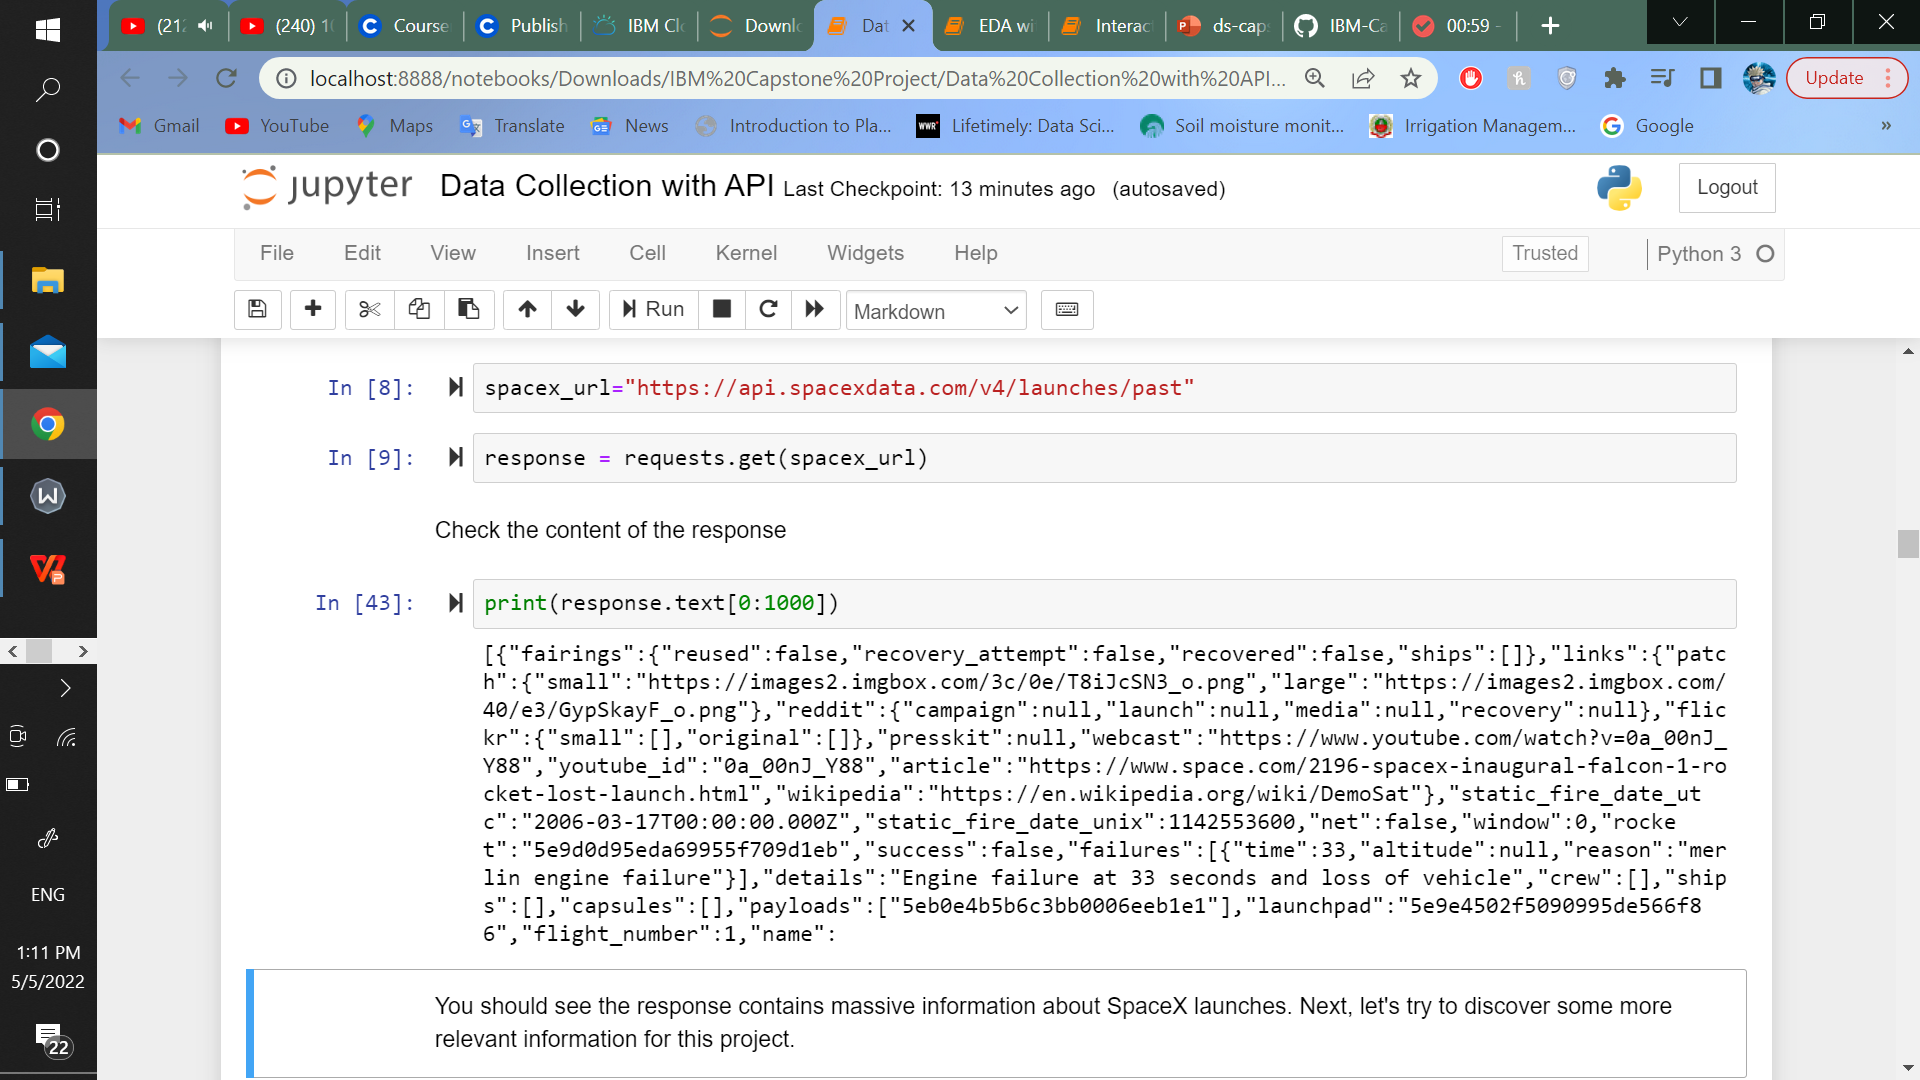 (212
(240) 1(
Course
Publish
IBM Clo
Downlo
Dat
EDA wi
Interac
ds-cap
IBM-Ca
00:59 -
localhost:8888/notebooks/Downloads/IBM%20Capstone%20Project/Data%20Collection%20with%20API...
Update
Gmail
YouTube
Maps
Translate
News
Introduction to Pla...
WWR
Lifetimely: Data Sci...
Soil moisture monit...
Irrigation Managem...
Google
»
jupyter Data Collection with API Last Checkpoint: 13 minutes ago (autosaved)
Logout
File Edit View Insert Cell Kernel Widgets Help
Trusted
Python 3
Run
Markdown
In [8]: spacex_url="https://api.spacexdata.com/v4/launches/past"
In [9]: response = requests.get(spacex_url)
Check the content of the response
In [43]: print(response.text[0:1000])
[{"fairings":{"reused":false,"recovery_attempt":false,"recovered":false,"ships":[]},"links":{"patc
h":{"small":"https://images2.imgbox.com/3c/0e/T8iJcSN3_o.png","large":"https://images2.imgbox.com/
40/e3/GypSkayF_o.png"},"reddit":{"campaign":null,"launch":null,"media":null,"recovery":null},"flic
kr":{"small":[],"original":[]},"presskit":null,"webcast":"https://www.youtube.com/watch?v=0a_00nJ_
Y88","youtube_id":"0a_00nJ_Y88","article":"https://www.space.com/2196-spacex-inaugural-falcon-1-ro
cket-lost-launch.html","wikipedia":"https://en.wikipedia.org/wiki/DemoSat"},"static_fire_date_ut
c":"2006-03-17T00:00:00.000Z","static_fire_date_unix":1142553600,"net":false,"window":0,"rocke
t":"5e9d0d95eda69955f709d1eb","success":false,"failures":[{"time":33,"altitude":null,"reason":"mer
lin engine failure"}],"details":"Engine failure at 33 seconds and loss of vehicle","crew":[],"ship
s":[],"capsules":[],"payloads":["5eb0e4b5b6c3bb0006eeb1e1"],"launchpad":"5e9e4502f5090995de566f8
6","flight_number":1,"name":
You should see the response contains massive information about SpaceX launches. Next, let's try to discover some more
relevant information for this project.
ENG
1:11 PM
5/5/2022
22